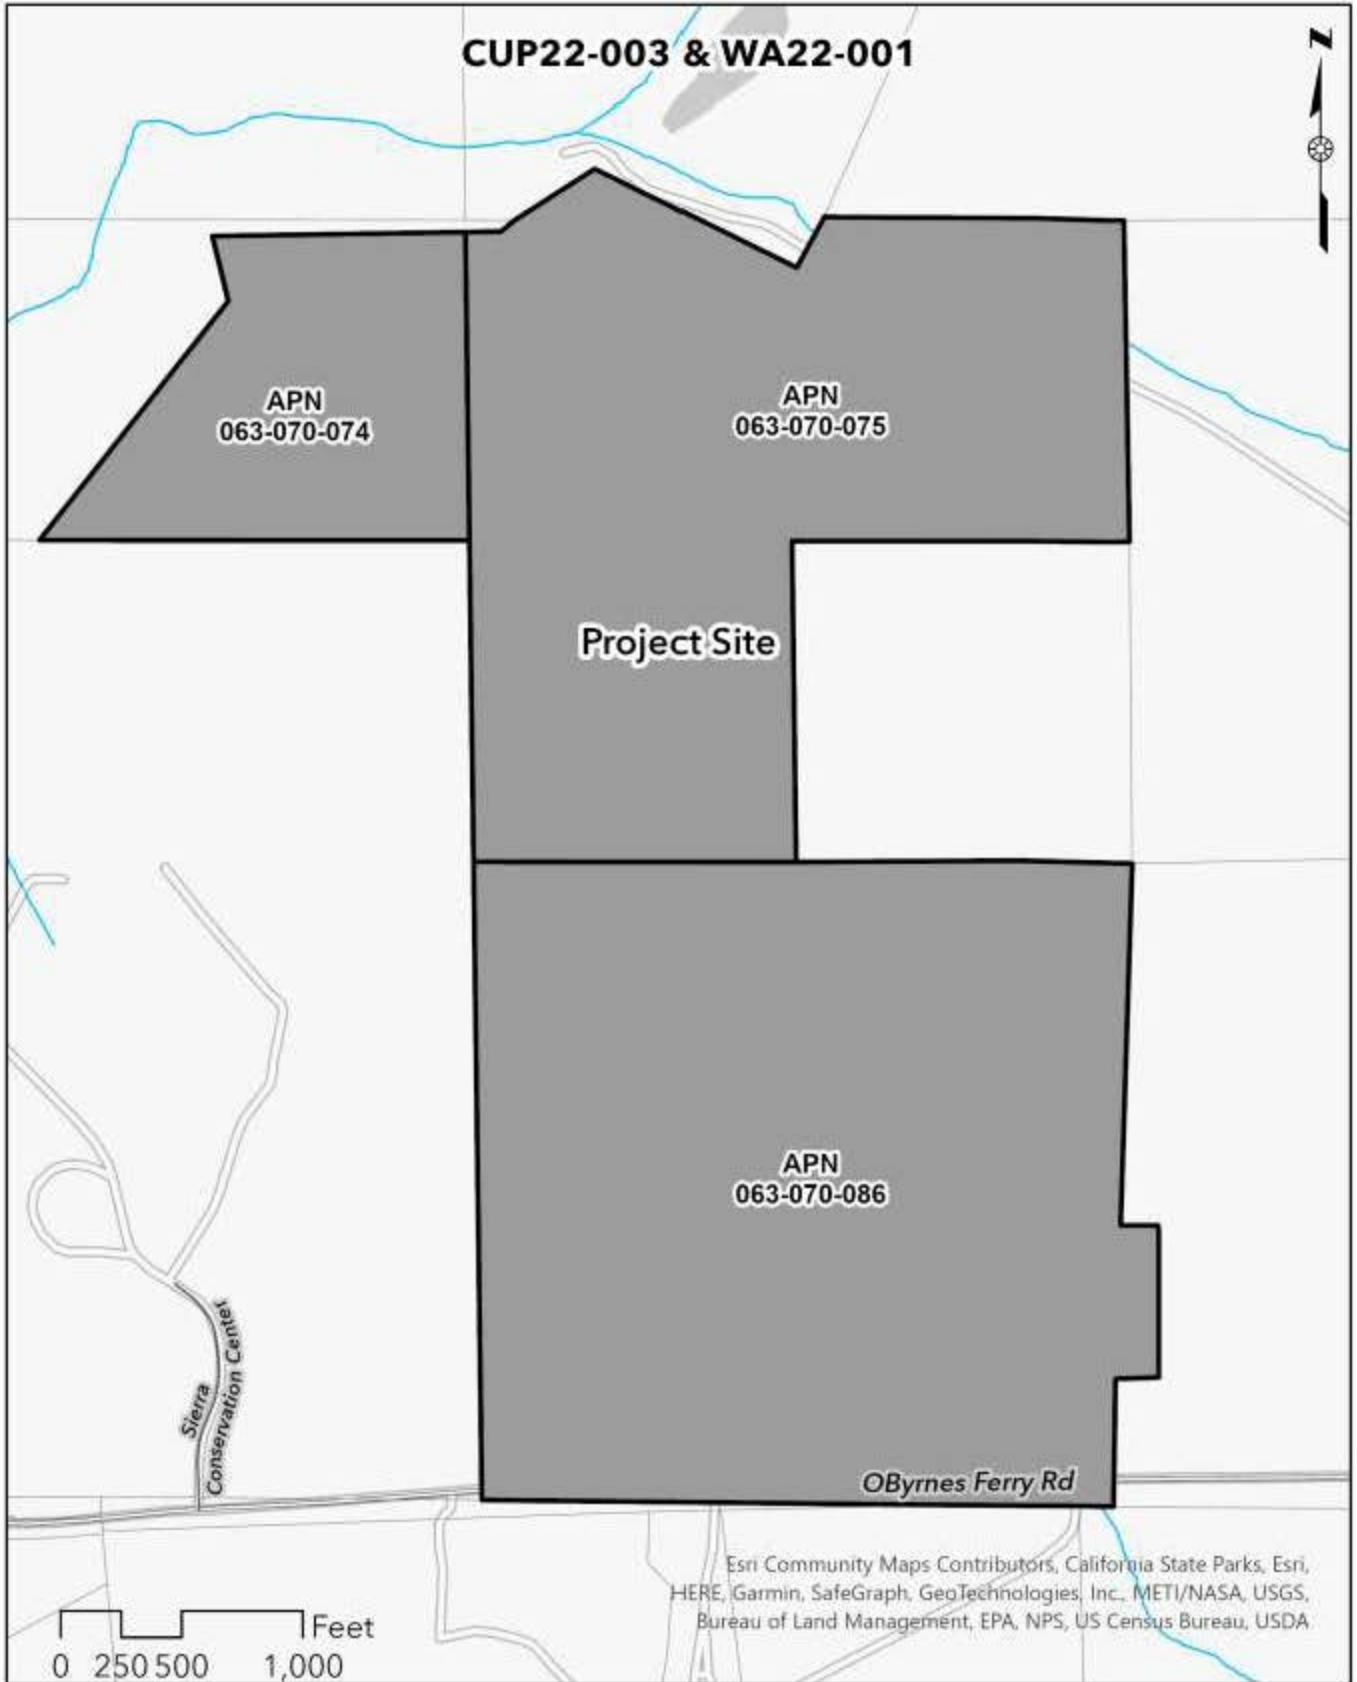 CUP22-003 & WA22-001
N
APN
063-070-074
APN
063-070-075
Project Site
APN
063-070-086
Sierra
Conservation Center
OByrnes Ferry Rd
Esri Community Maps Contributors, California State Parks, Esri,
HERE, Garmin, SafeGraph, GeoTechnologies, Inc., METI/NASA, USGS,
Bureau of Land Management, EPA, NPS, US Census Bureau, USDA
Feet
0 250 500 1,000